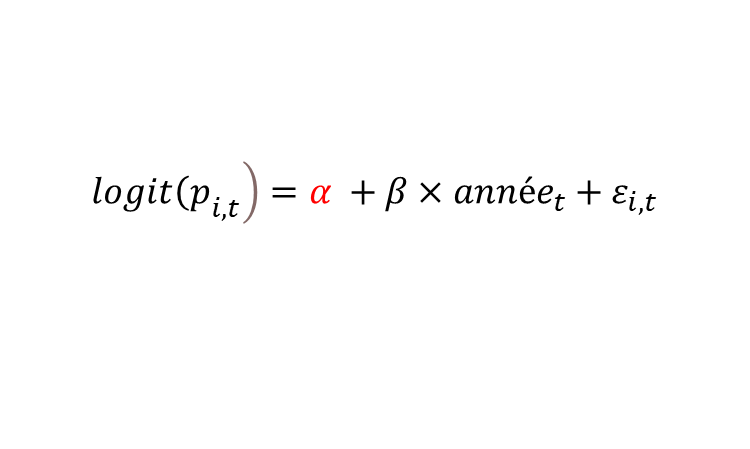 logit(p_{i,t}) = α + β × année_t + ε_{i,t}